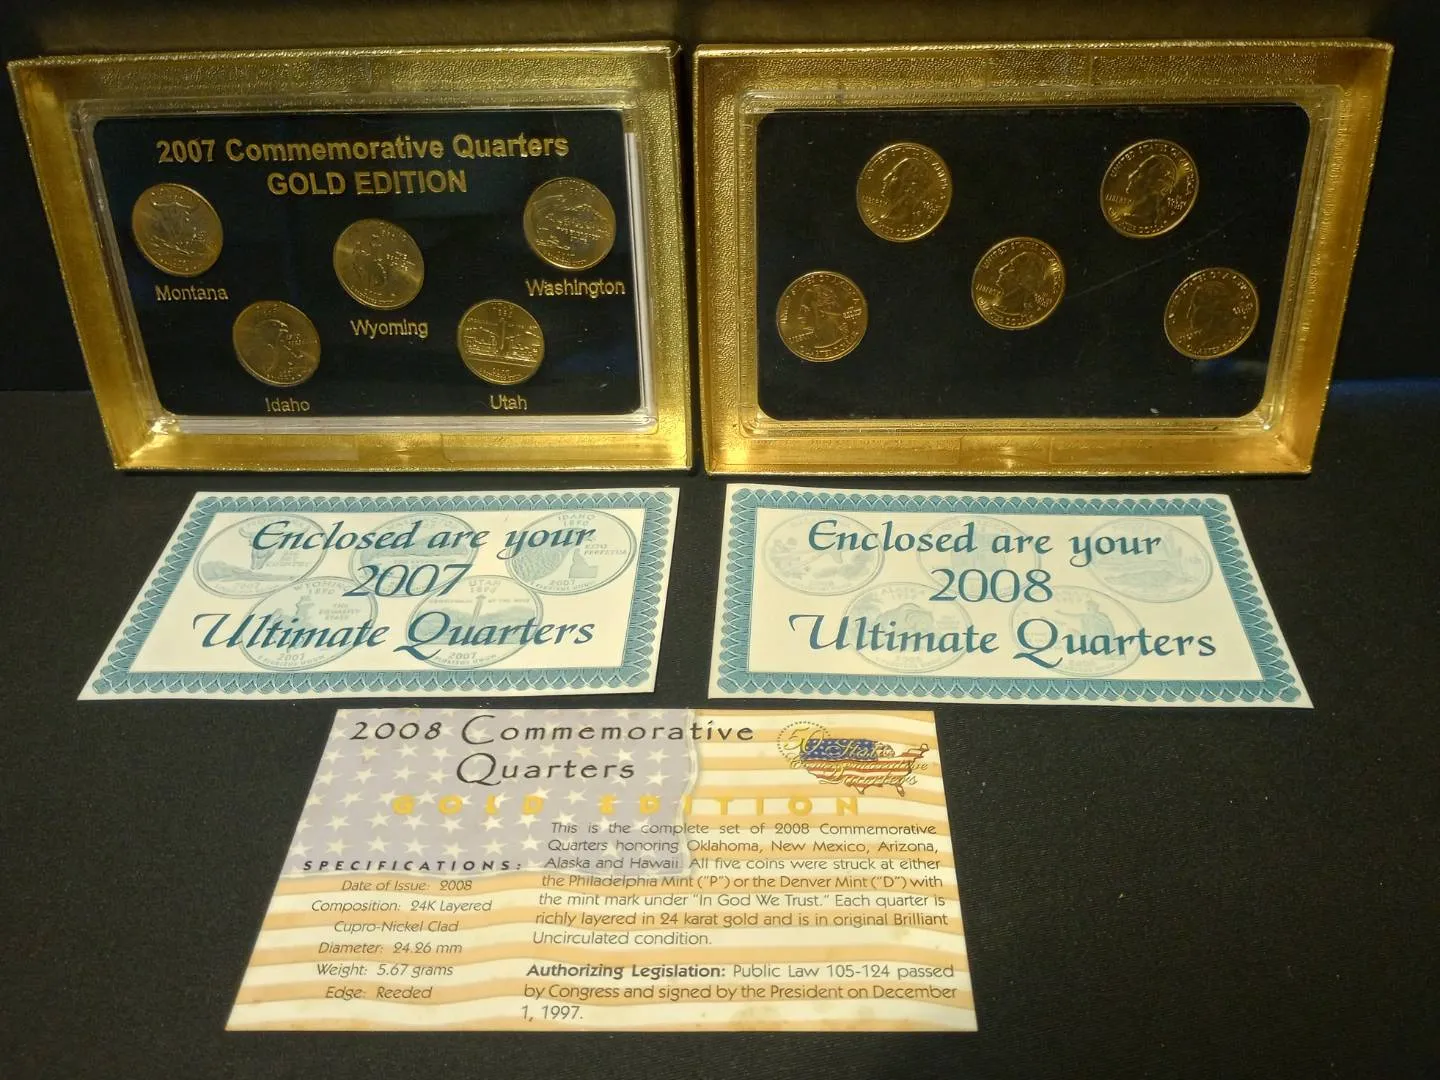 2007 Commemorative Quarters
GOLD EDITION
Montana
Wyoming
Washington
Idaho
Utah
Enclosed are your
2007
Ultimate Quarters
Enclosed are your
2008
Ultimate Quarters
2008 Commemorative
Quarters
GOLD EDITION
50 State
Commemorative
Quarters
SPECIFICATIONS:
Date of Issue: 2008
Composition: 24K Layered
Cupro-Nickel Clad
Diameter: 24.26 mm
Weight: 5.67 grams
Edge: Reeded
This is the complete set of 2008 Commemorative
Quarters honoring Oklahoma, New Mexico, Arizona,
Alaska and Hawaii. All five coins were struck at either
the Philadelphia Mint ("P") or the Denver Mint ("D") with
the mint mark under "In God We Trust." Each quarter is
richly layered in 24 karat gold and is in original Brilliant
Uncirculated condition.
Authorizing Legislation: Public Law 105-124 passed
by Congress and signed by the President on December
1, 1997.